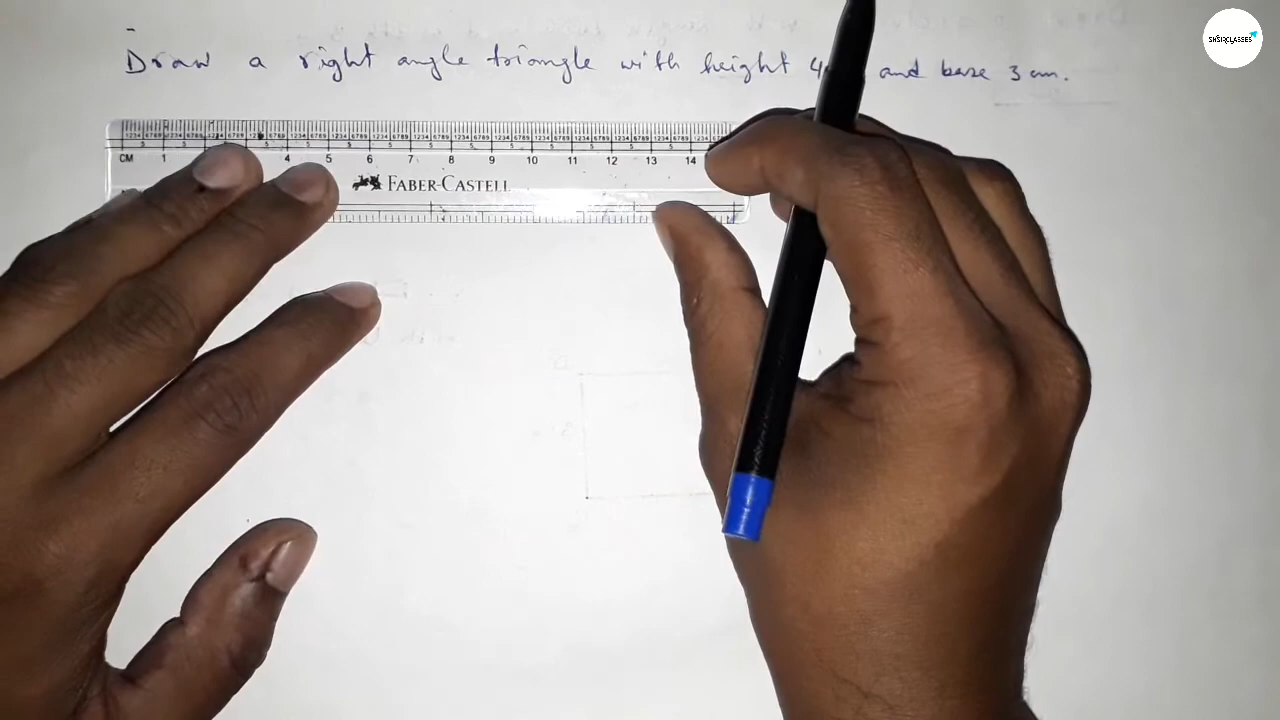 SHSIRCLASSES
Draw a right angle triangle with height 4 and base 3 cm.
CM 1 4 5 6 7 8 9 10 11 12 13 14
FABER-CASTELL